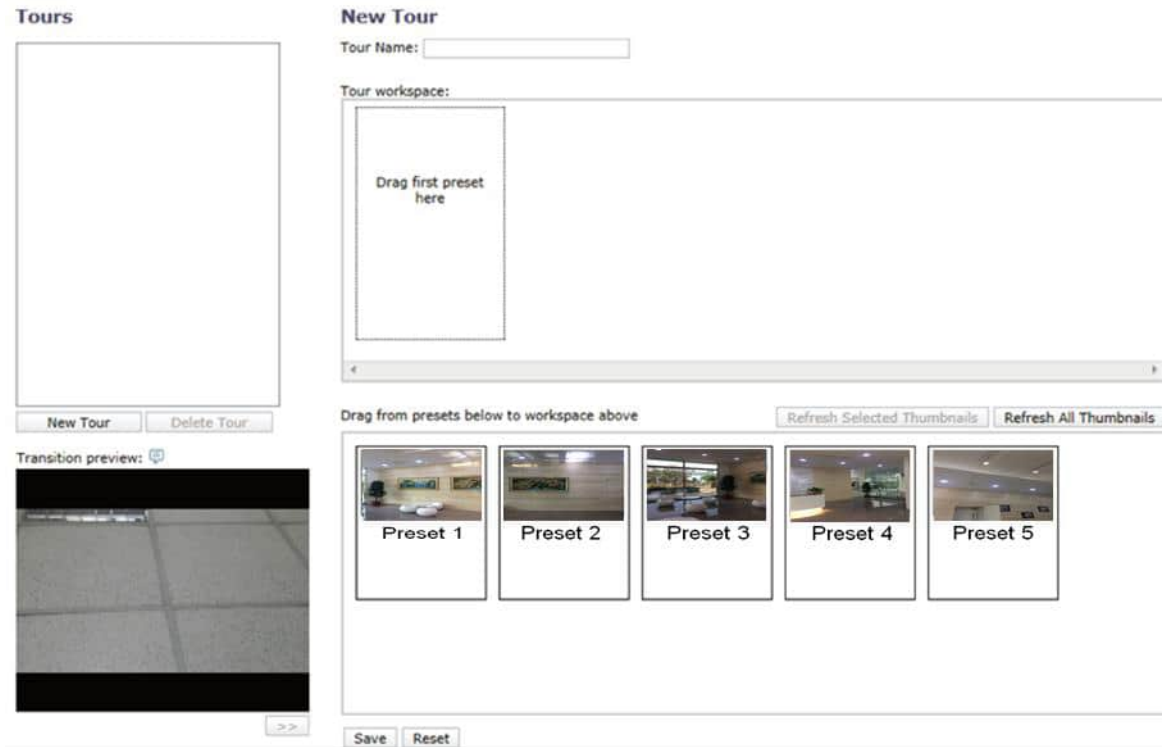 Tours
New Tour
Delete Tour
Transition preview:
>>
New Tour
Tour Name:
Tour workspace:
Drag first preset
here
Drag from presets below to workspace above
Refresh Selected Thumbnails
Refresh All Thumbnails
Preset 1
Preset 2
Preset 3
Preset 4
Preset 5
Save
Reset